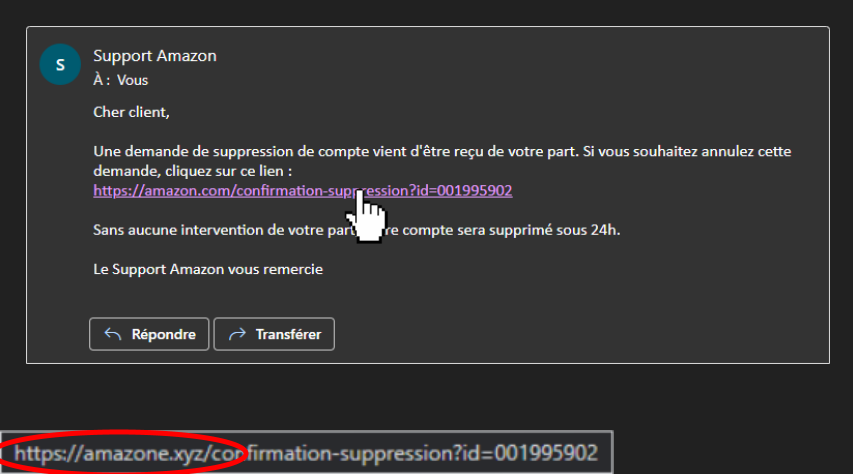 S
Support Amazon
À : Vous
Cher client,
Une demande de suppression de compte vient d'être reçu de votre part. Si vous souhaitez annulez cette
demande, cliquez sur ce lien :
https://amazon.com/confirmation-suppression?id=001995902
Sans aucune intervention de votre part re compte sera supprimé sous 24h.
Le Support Amazon vous remercie
Répondre
Transférer
https://amazone.xyz/confirmation-suppression?id=001995902